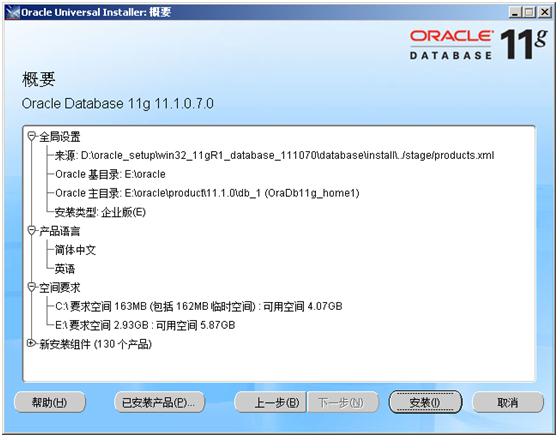 Oracle Universal Installer: 概要
ORACLE
DATABASE 11g
概要
Oracle Database 11g 11.1.0.7.0
全局设置
来源: D:\oracle_setup\win32_11gR1_database_111070\database\install\../stage/products.xml
Oracle 基目录: E:\oracle
Oracle 主目录: E:\oracle\product\11.1.0\db_1 (OraDb11g_home1)
安装类型: 企业版(E)
产品语言
简体中文
英语
空间要求
C:\ 要求空间 163MB (包括 162MB 临时空间) : 可用空间 4.07GB
E:\ 要求空间 2.93GB : 可用空间 5.87GB
新安装组件 (130 个产品)
帮助(H) 已安装产品(P)... 上一步(B) 下一步(N) 安装(I) 取消